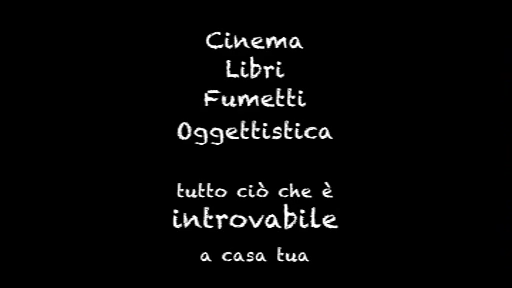 Cinema
Libri
Fumetti
Oggettistica
tutto ciò che è
introvabile
a casa tua